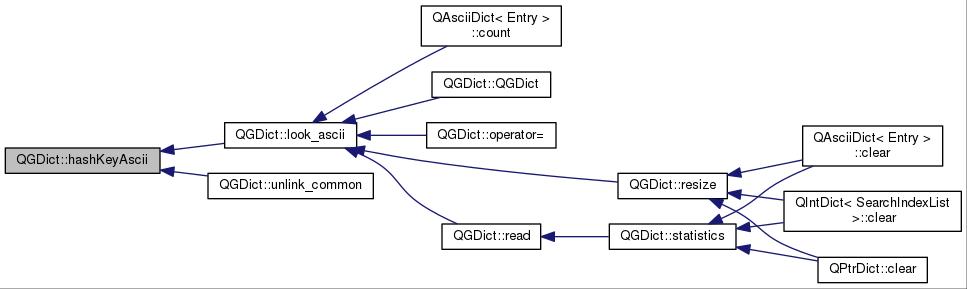 QAsciiDict< Entry >
::count
QGDict::QGDict
QGDict::look_ascii
QGDict::operator=
QAsciiDict< Entry >
::clear
QGDict::hashKeyAscii
QGDict::unlink_common
QGDict::resize
QIntDict< SearchIndexList
>::clear
QGDict::read
QGDict::statistics
QPtrDict::clear